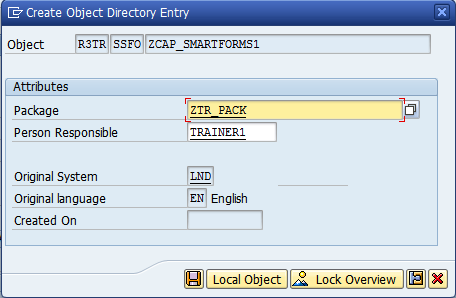 Create Object Directory Entry
Object R3TR SSFO ZCAP_SMARTFORMS1
Attributes
Package ZTR_PACK
Person Responsible TRAINER1
Original System LND
Original language EN English
Created On
Local Object Lock Overview